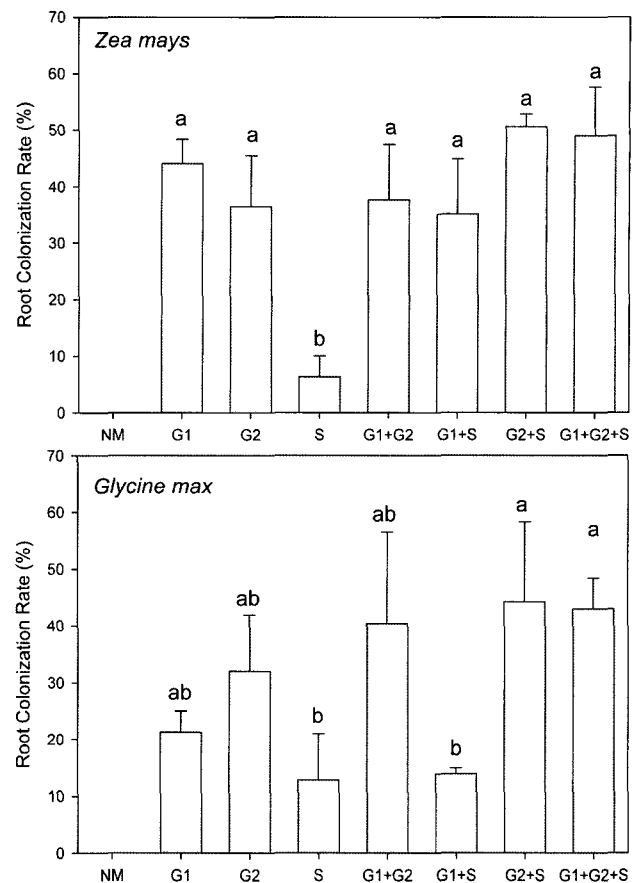 Zea mays
Root Colonization Rate (%)
70
60
50
40
30
20
10
0
a
a
b
a
a
a
a
NM G1 G2 S G1+G2 G1+S G2+S G1+G2+S
Glycine max
Root Colonization Rate (%)
70
60
50
40
30
20
10
0
ab
ab
b
ab
b
a
a
NM G1 G2 S G1+G2 G1+S G2+S G1+G2+S